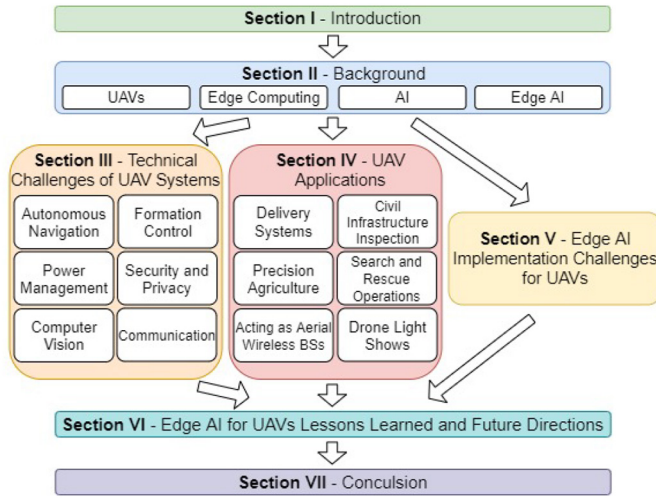 Section I - Introduction
Section II - Background
UAVs
Edge Computing
AI
Edge AI
Section III - Technical
Challenges of UAV Systems
Autonomous
Navigation
Formation
Control
Power
Management
Security and
Privacy
Computer
Vision
Communication
Section IV - UAV
Applications
Delivery
Systems
Civil
Infrastructure
Inspection
Precision
Agriculture
Search and
Rescue
Operations
Acting as Aerial
Wireless BSs
Drone Light
Shows
Section V - Edge AI
Implementation Challenges
for UAVs
Section VI - Edge AI for UAVs Lessons Learned and Future Directions
Section VII - Conculsion